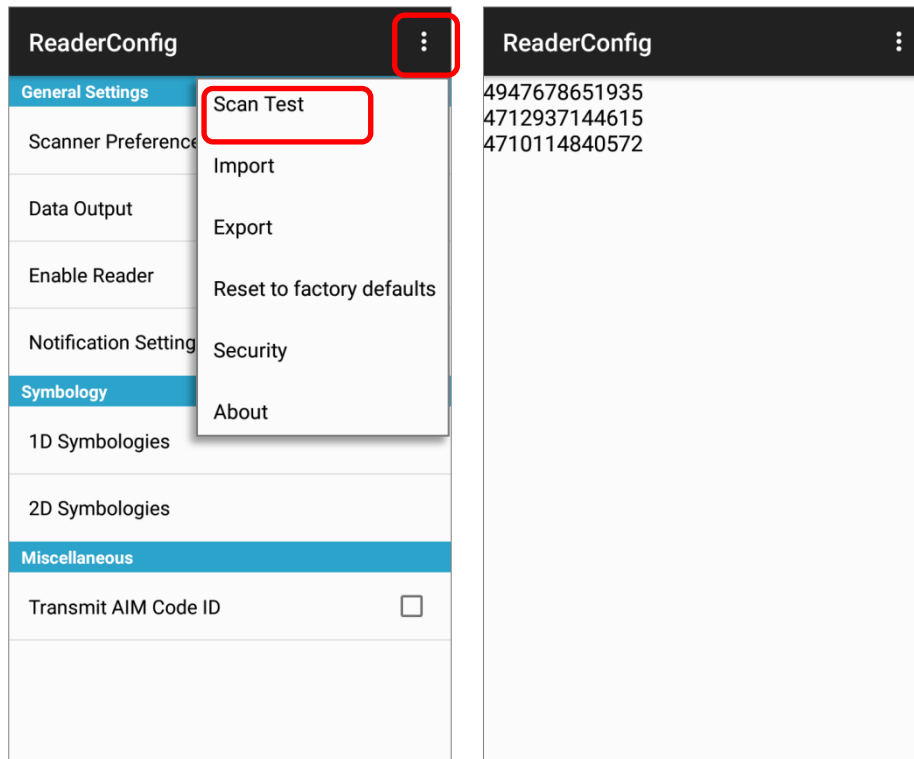 ReaderConfig
General Settings
Scanner Preference
Data Output
Enable Reader
Notification Setting
Symbology
1D Symbologies
2D Symbologies
Miscellaneous
Transmit AIM Code ID
Scan Test
Import
Export
Reset to factory defaults
Security
About
ReaderConfig
4947678651935
4712937144615
4710114840572